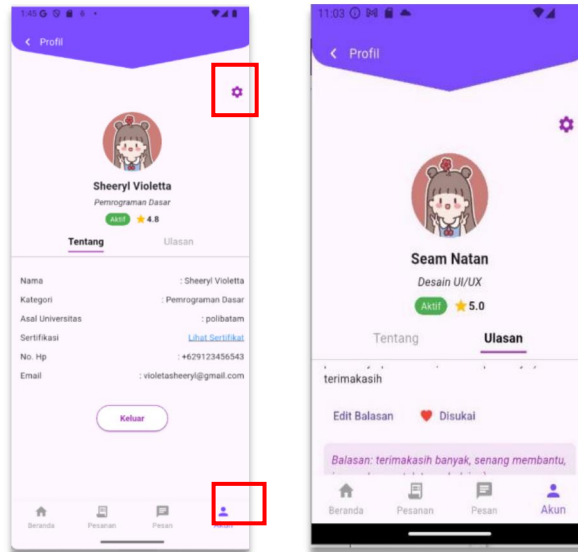 1:45 G
Profil
Sheeryl Violetta
Pemrograman Dasar
Aktif 4.8
Tentang Ulasan
Nama : Sheeryl Violetta
Kategori : Pemrograman Dasar
Asal Universitas : polibatam
Sertifikasi Lihat Sertifikat
No. Hp : +629123456543
Email : violetasheeryl@gmail.com
Keluar
Beranda Pesanan Pesan Akun
11:03
Profil
Seam Natan
Desain UI/UX
Aktif 5.0
Tentang Ulasan
terimakasih
Edit Balasan Disukai
Balasan: terimakasih banyak, senang membantu,
Beranda Pesanan Pesan Akun